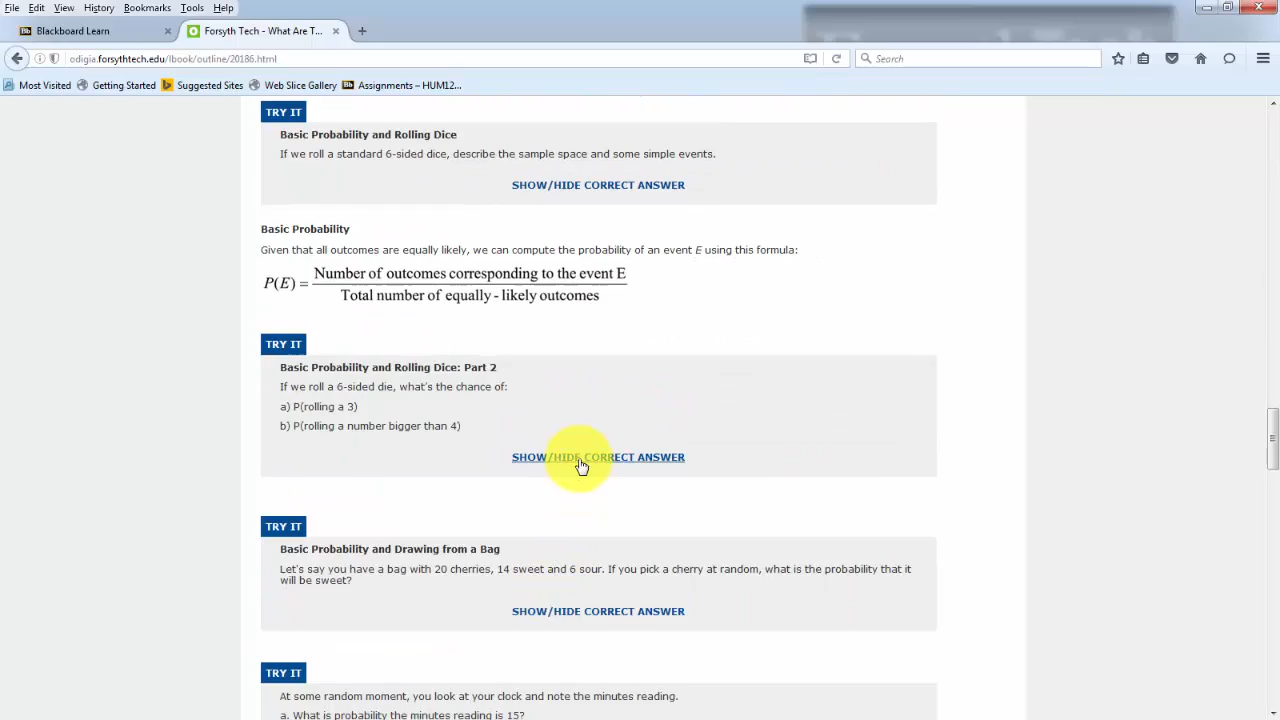 File Edit View History Bookmarks Tools Help
Blackboard Learn × Forsyth Tech - What Are T... × +
odigia.forsythtech.edu/lbook/outline/20186.html Search
Most Visited Getting Started Suggested Sites Web Slice Gallery Assignments – HUM12...
TRY IT
Basic Probability and Rolling Dice
If we roll a standard 6-sided dice, describe the sample space and some simple events.
SHOW/HIDE CORRECT ANSWER
Basic Probability
Given that all outcomes are equally likely, we can compute the probability of an event E using this formula:
P(E) = Number of outcomes corresponding to the event E
Total number of equally - likely outcomes
TRY IT
Basic Probability and Rolling Dice: Part 2
If we roll a 6-sided die, what's the chance of:
a) P(rolling a 3)
b) P(rolling a number bigger than 4)
SHOW/HIDE CORRECT ANSWER
TRY IT
Basic Probability and Drawing from a Bag
Let's say you have a bag with 20 cherries, 14 sweet and 6 sour. If you pick a cherry at random, what is the probability that it
will be sweet?
SHOW/HIDE CORRECT ANSWER
TRY IT
At some random moment, you look at your clock and note the minutes reading.
a. What is probability the minutes reading is 15?